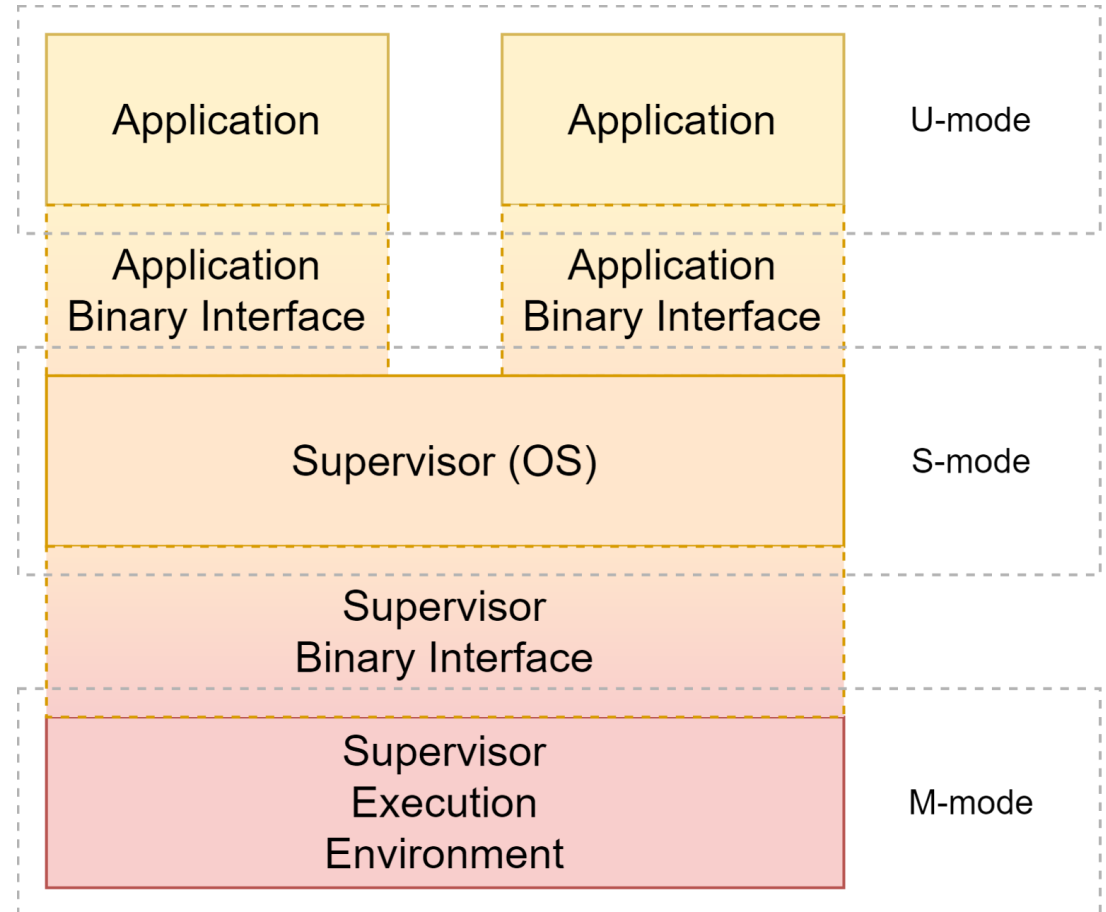 Application
Application
U-mode
Application
Binary Interface
Application
Binary Interface
Supervisor (OS)
S-mode
Supervisor
Binary Interface
Supervisor
Execution
Environment
M-mode